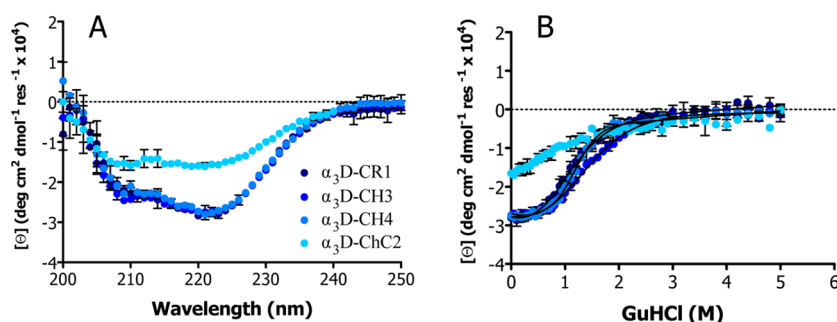 A
[Θ] (deg cm² dmol⁻¹ res ⁻¹ x 10⁴)
2
1
0
-1
-2
-3
-4
200
210
220
230
240
250
Wavelength (nm)
α₃D-CR1
α₃D-CH3
α₃D-CH4
α₃D-ChC2
B
[Θ] (deg cm² dmol⁻¹ res ⁻¹ x 10⁴)
2
1
0
-1
-2
-3
-4
0
1
2
3
4
5
6
GuHCl (M)